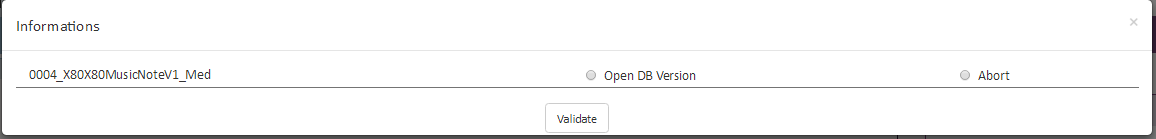 Informations ×
0004_X80X80MusicNoteV1_Med Open DB Version Abort
Validate